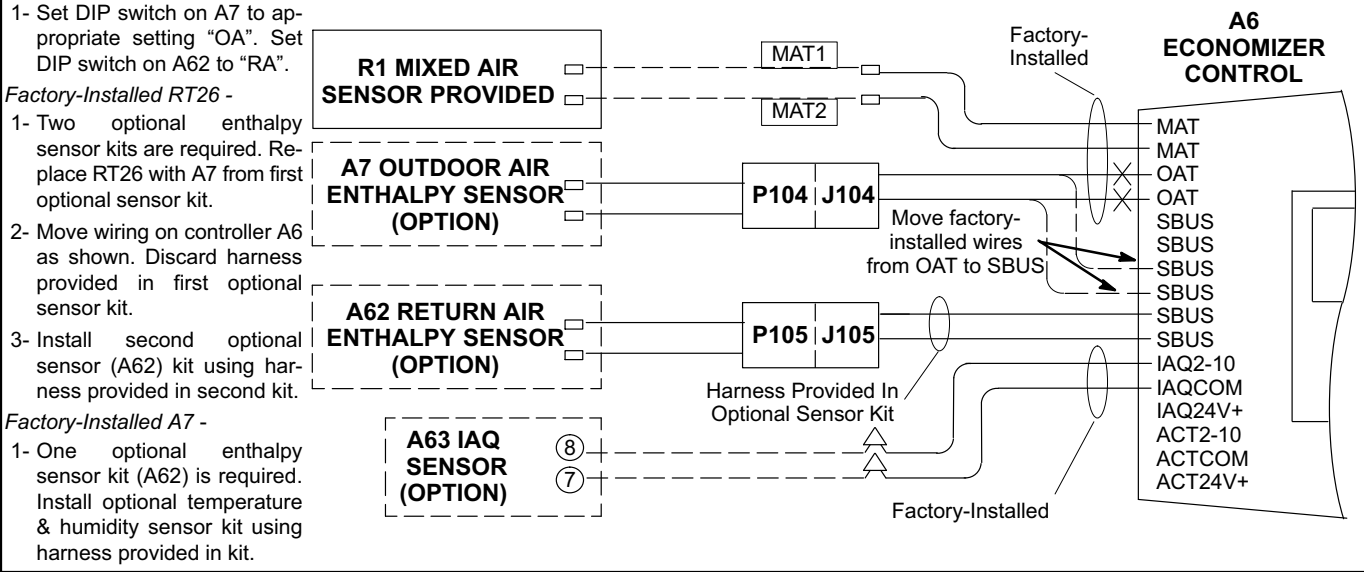 1- Set DIP switch on A7 to ap-
propriate setting “OA”. Set
DIP switch on A62 to “RA”.
Factory-Installed RT26 -
1- Two optional enthalpy
sensor kits are required. Re-
place RT26 with A7 from first
optional sensor kit.
2- Move wiring on controller A6
as shown. Discard harness
provided in first optional
sensor kit.
3- Install second optional
sensor (A62) kit using har-
ness provided in second kit.
Factory-Installed A7 -
1- One optional enthalpy
sensor kit (A62) is required.
Install optional temperature
& humidity sensor kit using
harness provided in kit.
R1 MIXED AIR
SENSOR PROVIDED
MAT1
MAT2
A7 OUTDOOR AIR
ENTHALPY SENSOR
(OPTION)
P104 J104
A62 RETURN AIR
ENTHALPY SENSOR
(OPTION)
P105 J105
A63 IAQ
SENSOR
(OPTION)
8
7
Factory-
Installed
Move factory-
installed wires
from OAT to SBUS
Harness Provided In
Optional Sensor Kit
Factory-Installed
A6
ECONOMIZER
CONTROL
MAT
MAT
OAT
OAT
SBUS
SBUS
SBUS
SBUS
SBUS
SBUS
IAQ2-10
IAQCOM
IAQ24V+
ACT2-10
ACTCOM
ACT24V+